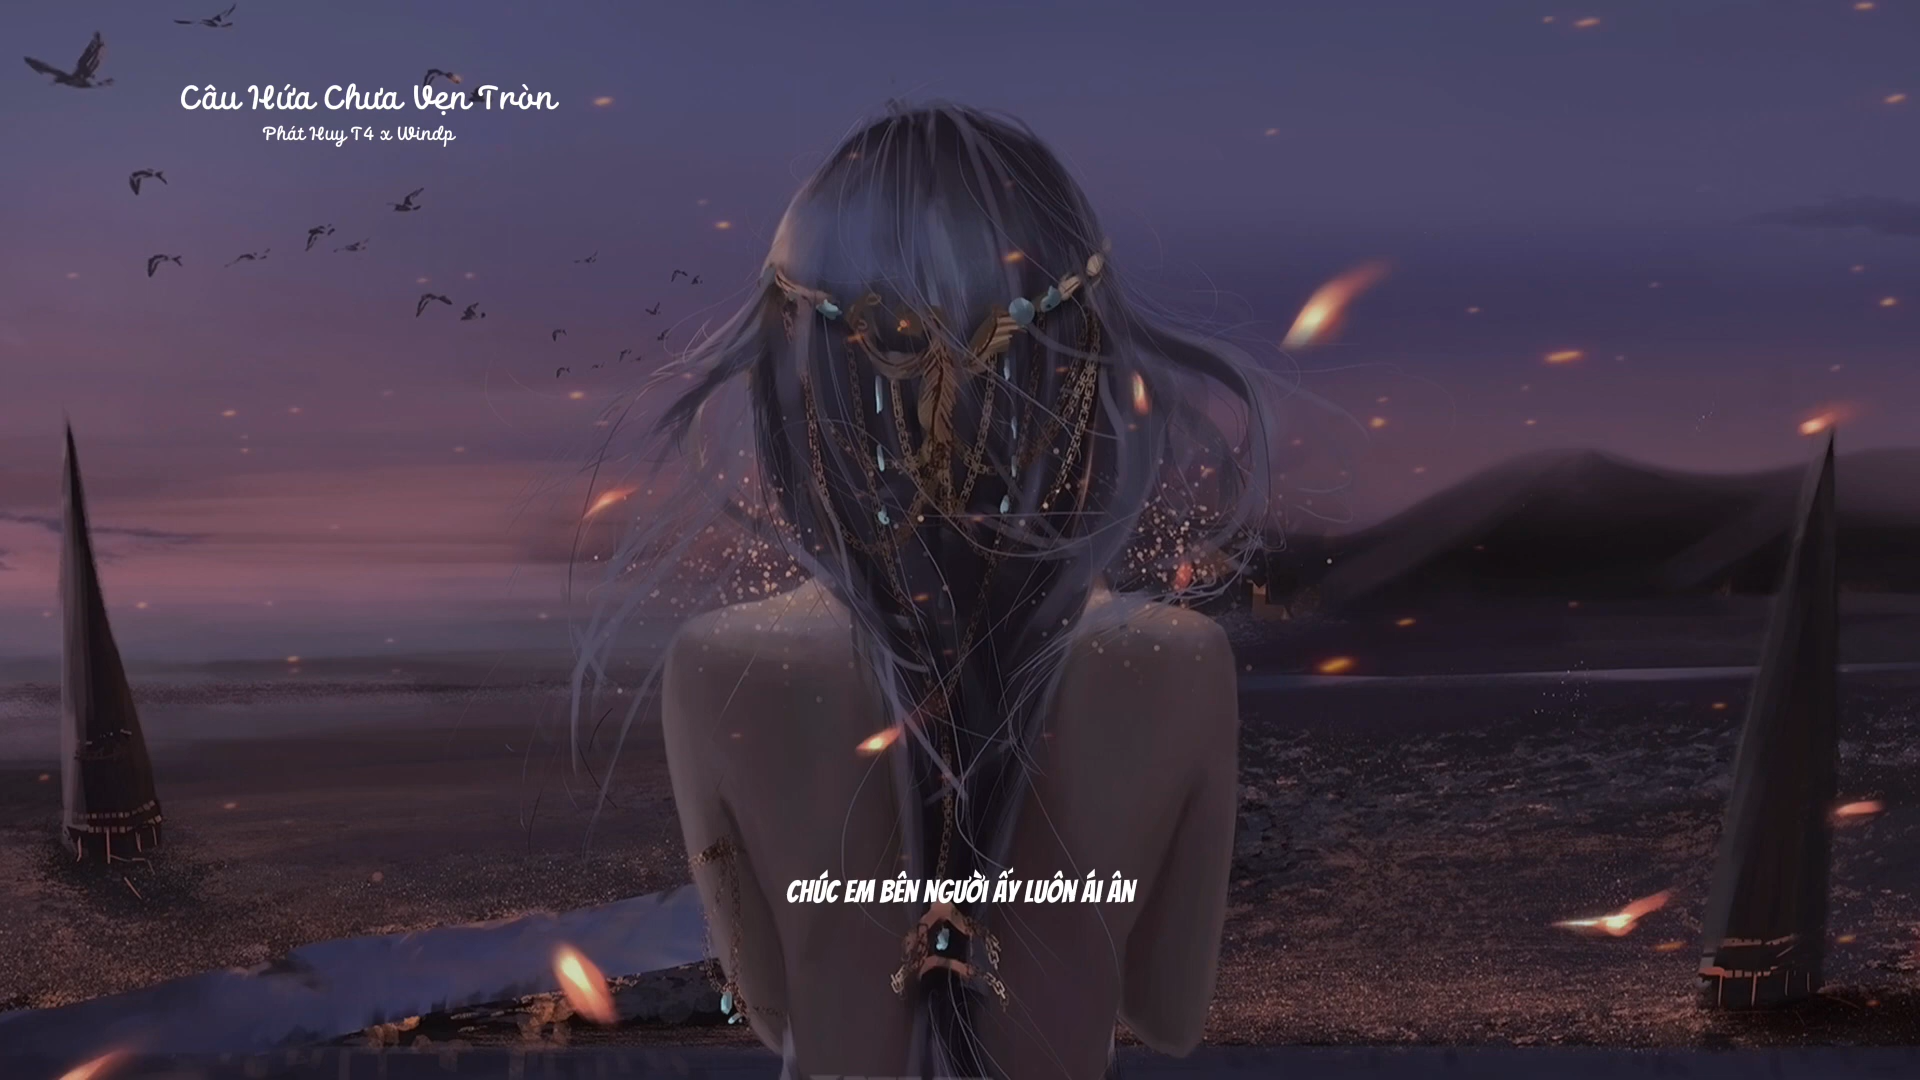 Câu Hứa Chưa Vẹn Tròn
Phát Huy T4 x Windp
CHÚC EM BÊN NGƯỜI ẤY LUÔN ÁI ÂN